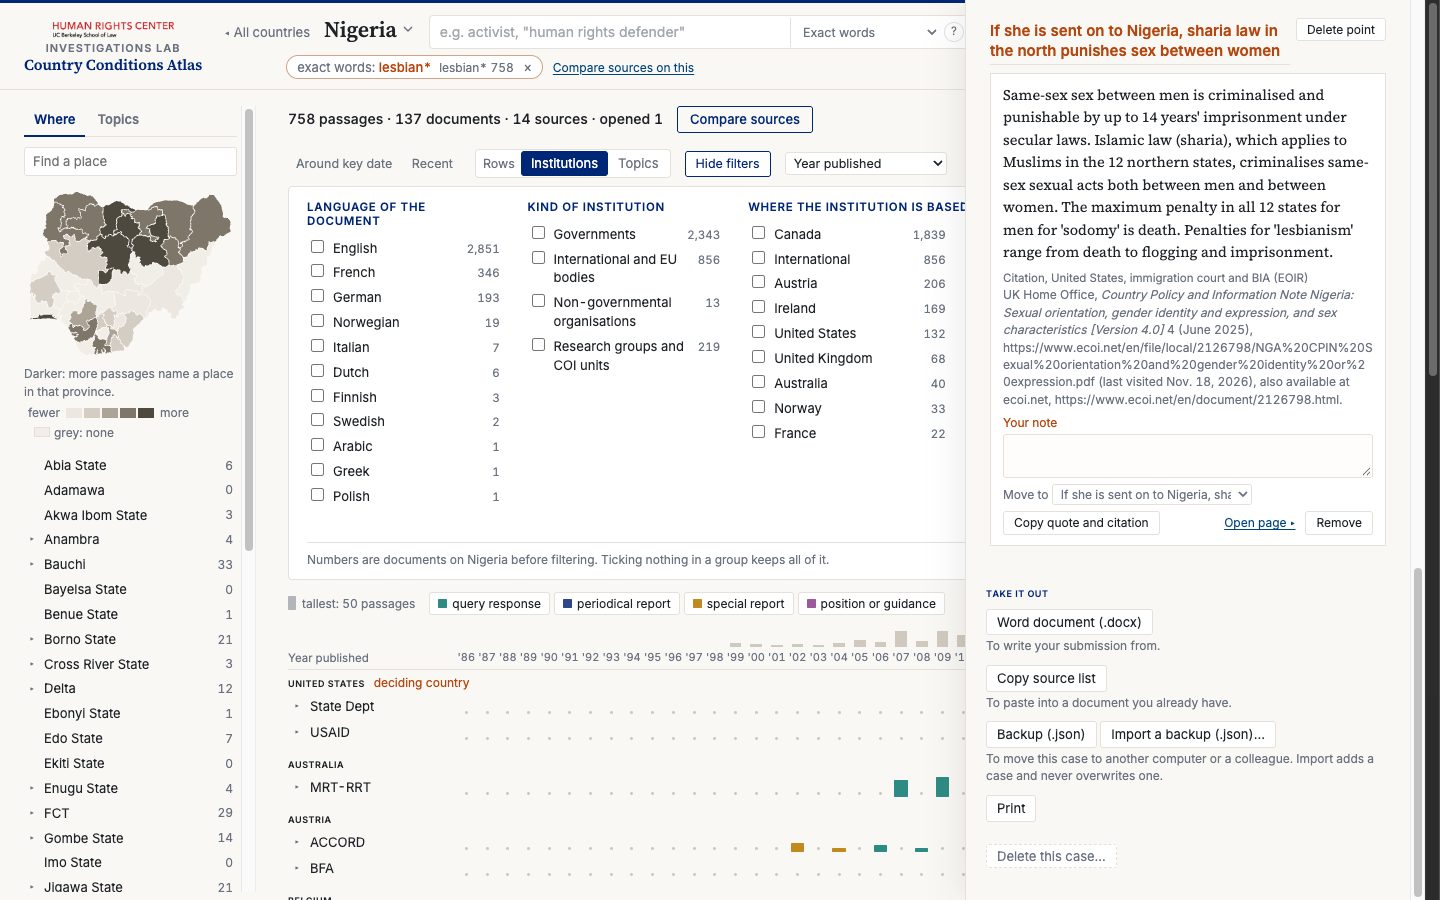 HUMAN RIGHTS CENTER
UC Berkeley School of Law
INVESTIGATIONS LAB
Country Conditions Atlas
◂ All countries
Nigeria
e.g. activist, "human rights defender"
Exact words
?
exact words: lesbian* lesbian* 758 ×
Compare sources on this
Where
Topics
Find a place
Darker: more passages name a place
in that province.
fewer
more
grey: none
Abia State 6
Adamawa 0
Akwa Ibom State 3
▸ Anambra 4
▸ Bauchi 33
Bayelsa State 0
Benue State 1
▸ Borno State 21
▸ Cross River State 3
▸ Delta 12
Ebonyi State 1
Edo State 7
Ekiti State 0
▸ Enugu State 4
▸ FCT 29
▸ Gombe State 14
Imo State 0
▸ Jigawa State 21
758 passages · 137 documents · 14 sources · opened 1
Compare sources
Around key date
Recent
Rows
Institutions
Topics
Hide filters
Year published
LANGUAGE OF THE
DOCUMENT
English 2,851
French 346
German 193
Norwegian 19
Italian 7
Dutch 6
Finnish 3
Swedish 2
Arabic 1
Greek 1
Polish 1
KIND OF INSTITUTION
Governments 2,343
International and EU 856
bodies
Non-governmental 13
organisations
Research groups and 219
COI units
WHERE THE INSTITUTION IS BASED
Canada 1,839
International 856
Austria 206
Ireland 169
United States 132
United Kingdom 68
Australia 40
Norway 33
France 22
Numbers are documents on Nigeria before filtering. Ticking nothing in a group keeps all of it.
tallest: 50 passages
query response
periodical report
special report
position or guidance
Year published
'86 '87 '88 '89 '90 '91 '92 '93 '94 '95 '96 '97 '98 '99 '00 '01 '02 '03 '04 '05 '06 '07 '08 '09 '1
UNITED STATES deciding country
▸ State Dept
▸ USAID
AUSTRALIA
▸ MRT-RRT
AUSTRIA
▸ ACCORD
▸ BFA
BELGIUM
If she is sent on to Nigeria, sharia law in
the north punishes sex between women
Delete point
Same-sex sex between men is criminalised and
punishable by up to 14 years' imprisonment under
secular laws. Islamic law (sharia), which applies to
Muslims in the 12 northern states, criminalises same-
sex sexual acts both between men and between
women. The maximum penalty in all 12 states for
men for 'sodomy' is death. Penalties for 'lesbianism'
range from death to flogging and imprisonment.
Citation, United States, immigration court and BIA (EOIR)
UK Home Office, Country Policy and Information Note Nigeria:
Sexual orientation, gender identity and expression, and sex
characteristics [Version 4.0] 4 (June 2025),
https://www.ecoi.net/en/file/local/2126798/NGA%20CPIN%20S
exual%20orientation%20and%20gender%20identity%20or%2
0expression.pdf (last visited Nov. 18, 2026), also available at
ecoi.net, https://www.ecoi.net/en/document/2126798.html.
Your note
Move to
If she is sent on to Nigeria, sha
Copy quote and citation
Open page ▸
Remove
TAKE IT OUT
Word document (.docx)
To write your submission from.
Copy source list
To paste into a document you already have.
Backup (.json)
Import a backup (.json)…
To move this case to another computer or a colleague. Import adds a
case and never overwrites one.
Print
Delete this case…